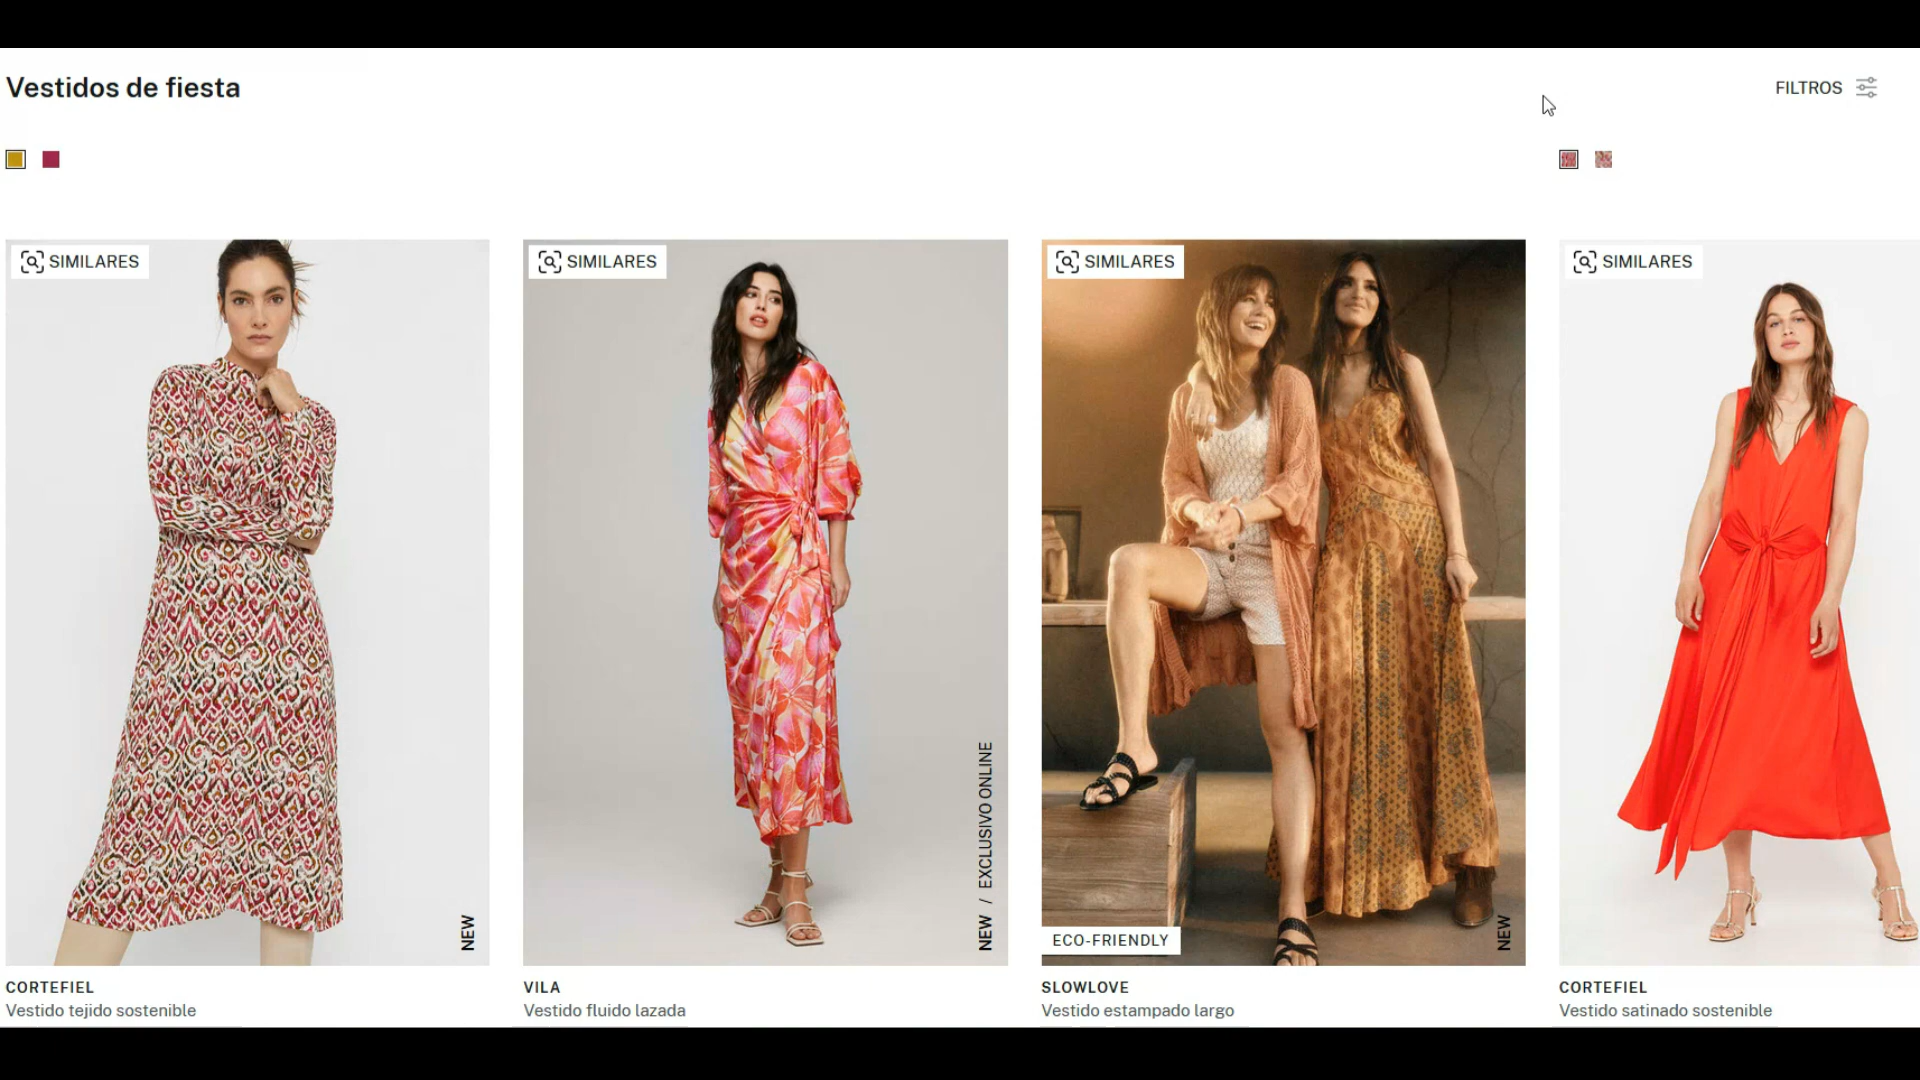 Vestidos de fiesta
FILTROS
SIMILARES
SIMILARES
SIMILARES
SIMILARES
NEW
NEW / EXCLUSIVO ONLINE
ECO-FRIENDLY
NEW
CORTEFIEL
Vestido tejido sostenible
VILA
Vestido fluido lazada
SLOWLOVE
Vestido estampado largo
CORTEFIEL
Vestido satinado sostenible